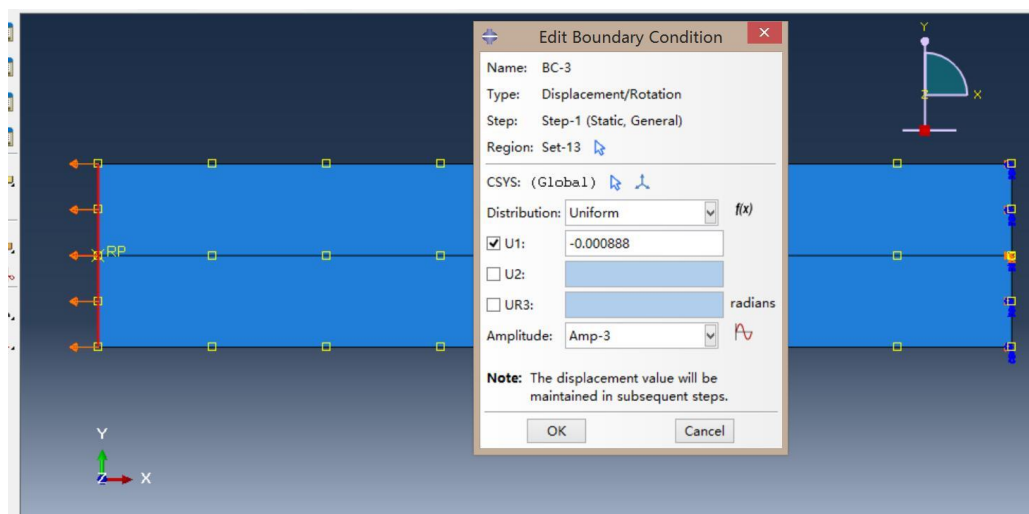 Edit Boundary Condition
Name: BC-3
Type: Displacement/Rotation
Step: Step-1 (Static, General)
Region: Set-13
CSYS: (Global)
Distribution: Uniform f(x)
U1: -0.000888
U2:
UR3: radians
Amplitude: Amp-3
Note: The displacement value will be
maintained in subsequent steps.
OK Cancel
RP
Y
Z X
Y
Z X